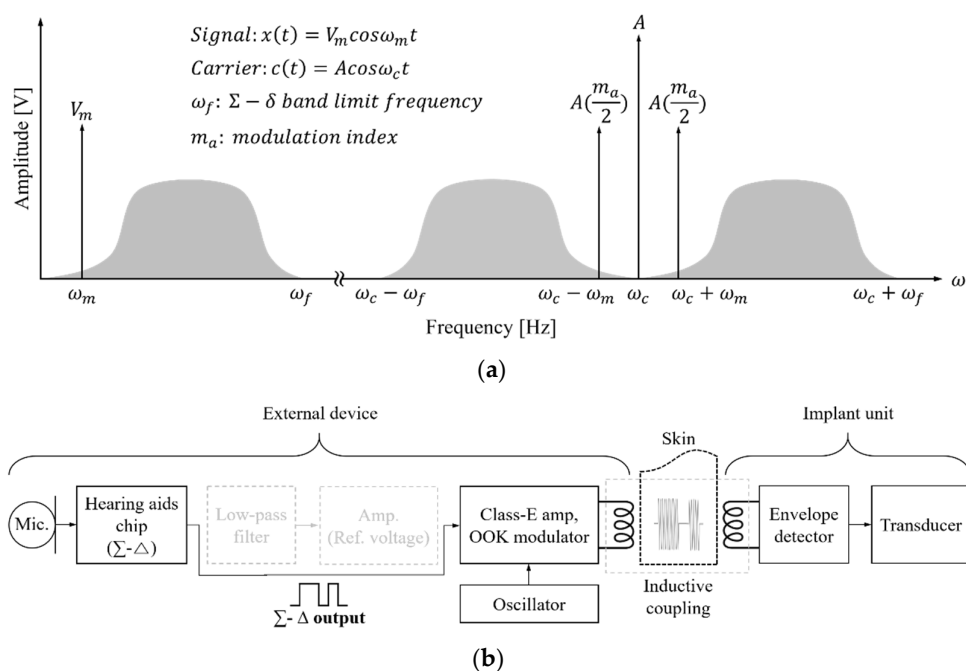 Signal: x(t) = V_m cosω_m t
Carrier: c(t) = Acosω_c t
ω_f: Σ − δ band limit frequency
m_a: modulation index
Amplitude [V]
V_m
A(m_a/2)
A
A(m_a/2)
ω_m
ω_f
ω_c − ω_f
ω_c − ω_m
ω_c
ω_c + ω_m
ω_c + ω_f
ω
Frequency [Hz]
(a)
External device
Implant unit
Skin
Mic.
Hearing aids
chip
(Σ-△)
Low-pass
filter
Amp.
(Ref. voltage)
Class-E amp,
OOK modulator
Envelope
detector
Transducer
Oscillator
Inductive
coupling
Σ- Δ output
(b)